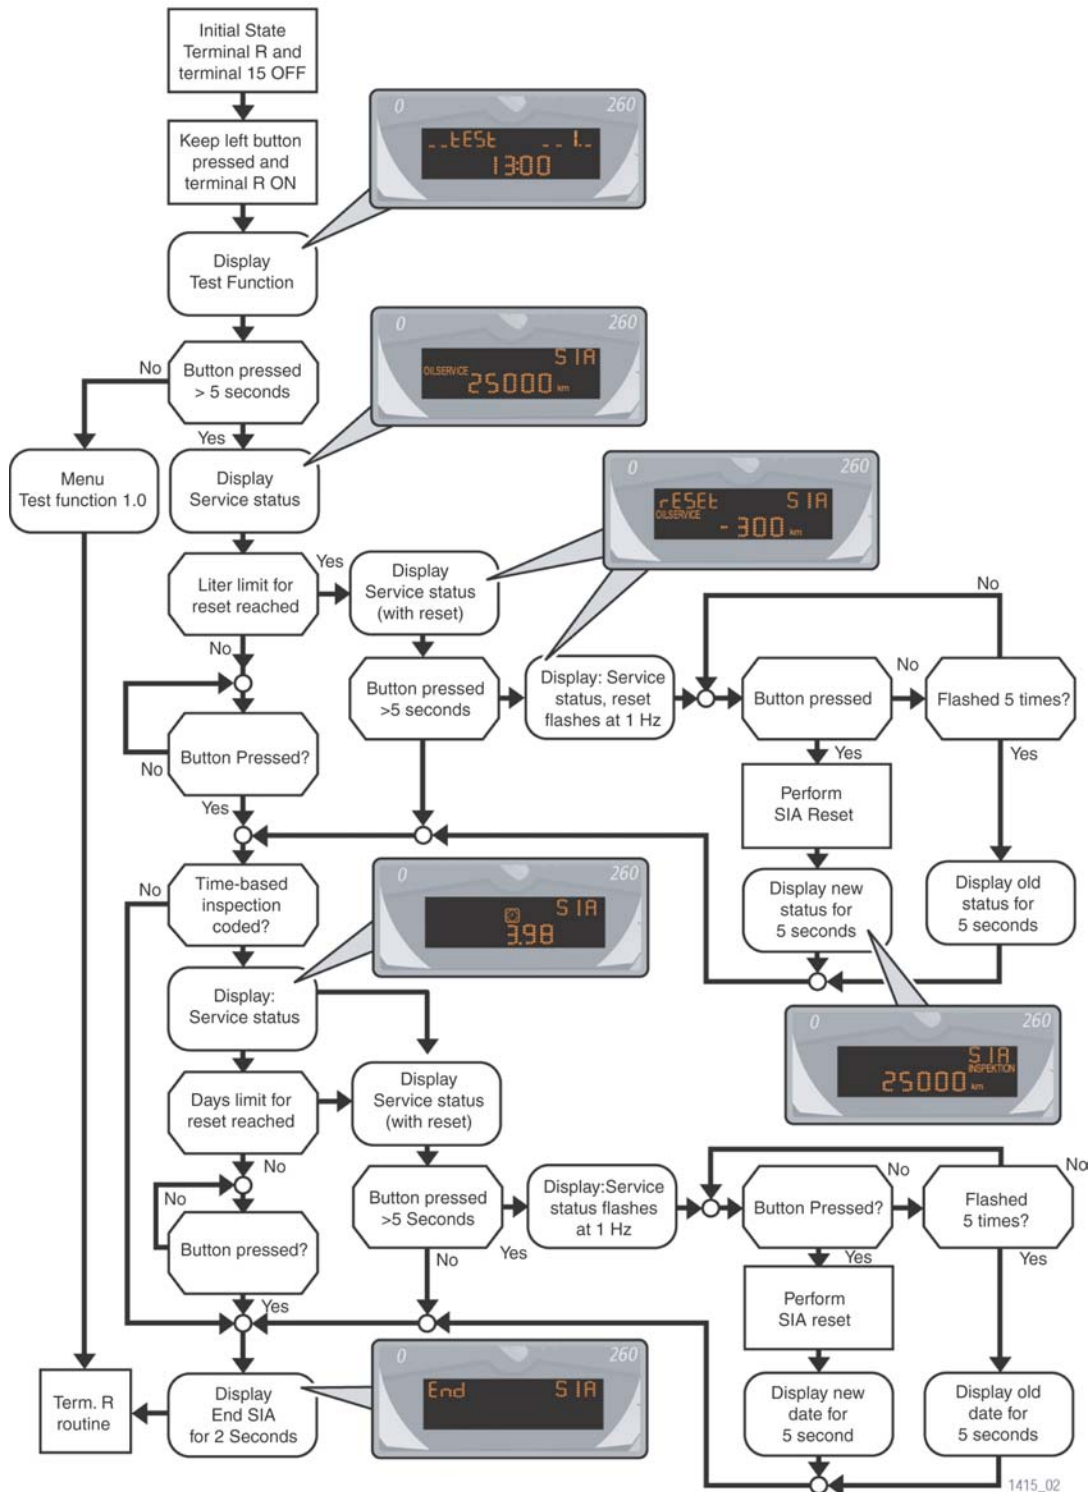 Initial State
Terminal R and
terminal 15 OFF
0
260
__tESt __1._
13:00
Keep left button
pressed and
terminal R ON
Display
Test Function
0
260
SIA
OILSERVICE
25000 km
No
Button pressed
> 5 seconds
Yes
Menu
Test function 1.0
Display
Service status
0
260
rESEt SIA
OILSERVICE
-300 km
Liter limit for
reset reached
Yes
Display
Service status
(with reset)
No
No
Button pressed
>5 seconds
Display: Service
status, reset
flashes at 1 Hz
Button pressed
No
Flashed 5 times?
Button Pressed?
No
Yes
Yes
Yes
Perform
SIA Reset
No
Time-based
inspection
coded?
0
260
SIA
3.98
Display new
status for
5 seconds
Display old
status for
5 seconds
Display:
Service status
0
260
SIA
INSPEKTION
25000 km
Days limit for
reset reached
Display
Service status
(with reset)
No
No
Button pressed?
Yes
Button pressed
>5 Seconds
Yes
No
Display:Service
status flashes
at 1 Hz
Button Pressed?
No
Flashed
5 times?
No
Yes
Yes
Perform
SIA reset
Term. R
routine
Display
End SIA
for 2 Seconds
0
260
End SIA
Display new
date for
5 second
Display old
date for
5 seconds
1415_02